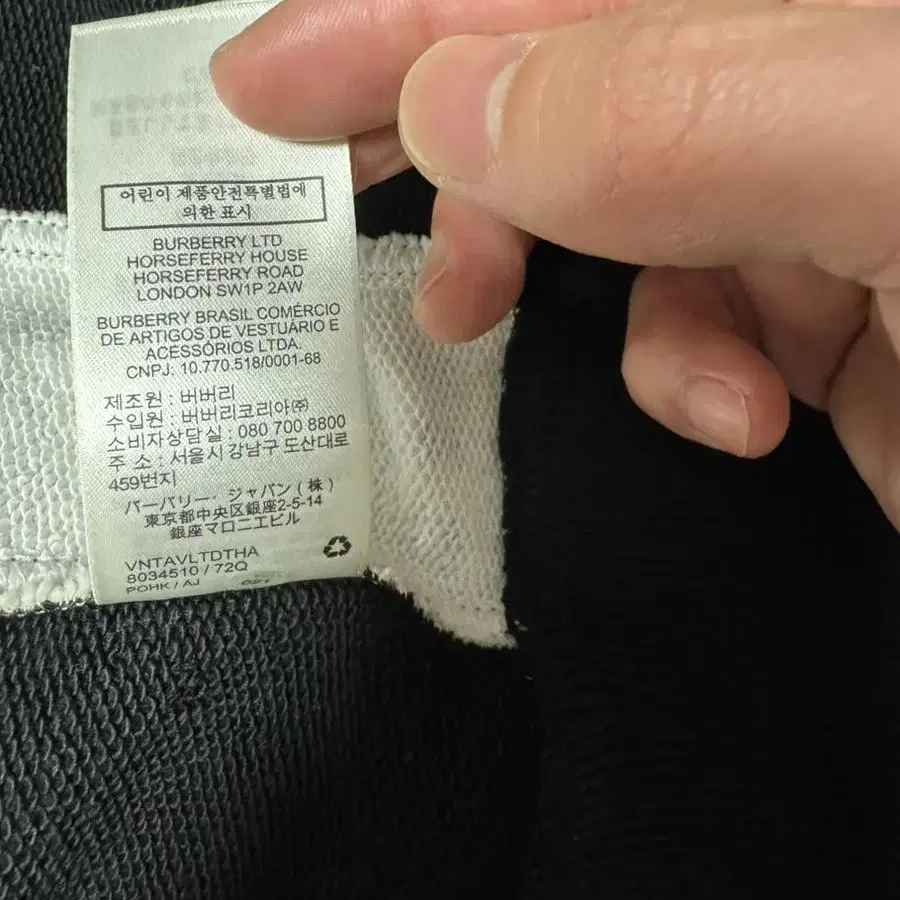 어린이 제품안전특별법에
의한 표시
BURBERRY LTD
HORSEFERRY HOUSE
HORSEFERRY ROAD
LONDON SW1P 2AW
BURBERRY BRASIL COMÉRCIO
DE ARTIGOS DE VESTUÁRIO E
ACESSÓRIOS LTDA.
CNPJ: 10.770.518/0001-68
제조원 : 버버리
수입원 : 버버리코리아㈜
소비자상담실 : 080 700 8800
주 소 : 서울시 강남구 도산대로
459번지
バーバリー・ジャパン(株)
東京都中央区銀座2-5-14
銀座マロニエビル
VNTAVLTDTHA
8034510 / 72Q
POHK / AJ